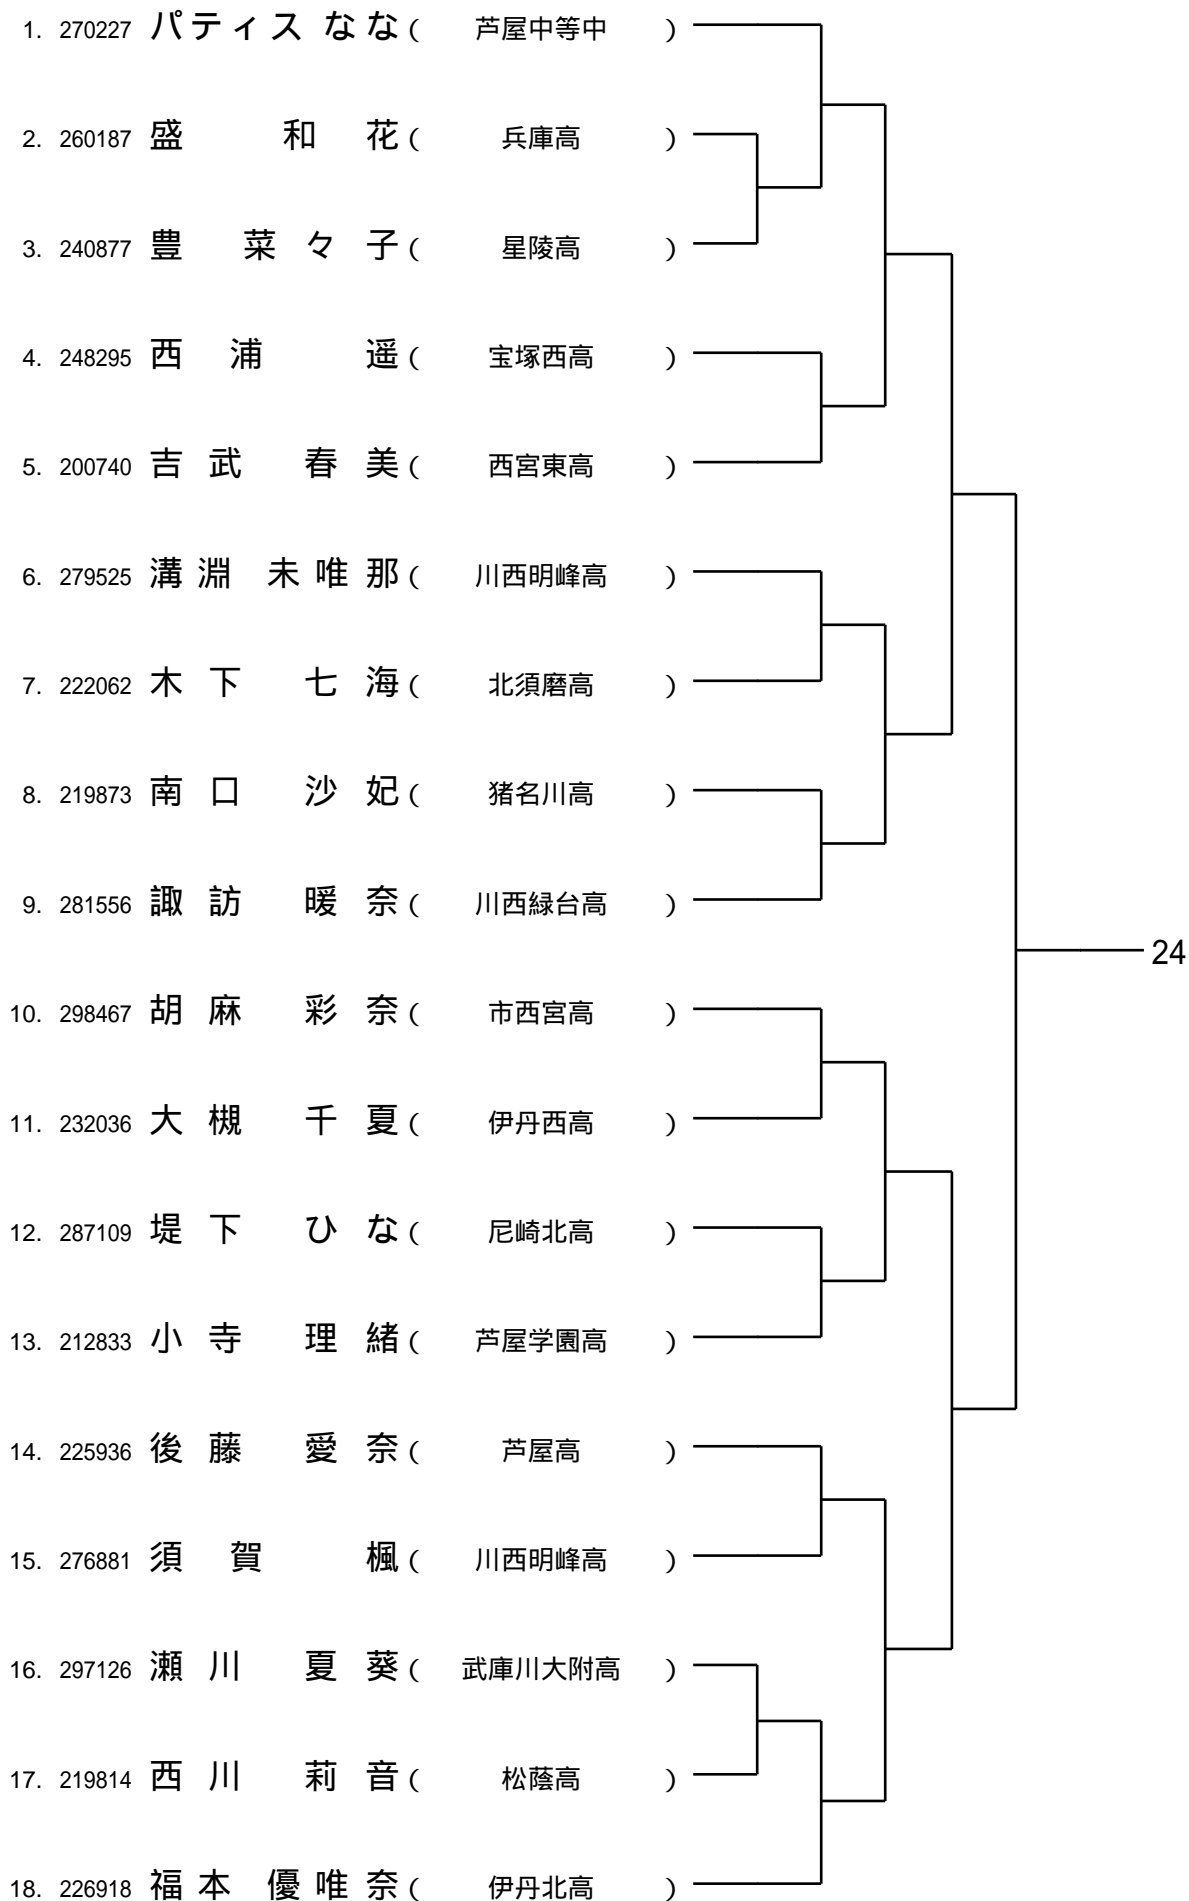 1. 270227 パティス なな ( 芦屋中等中 )
2. 260187 盛 和 花 ( 兵庫高 )
3. 240877 豊 菜 々 子 ( 星陵高 )
4. 248295 西 浦 遥 ( 宝塚西高 )
5. 200740 吉 武 春 美 ( 西宮東高 )
6. 279525 溝 淵 未 唯 那 ( 川西明峰高 )
7. 222062 木 下 七 海 ( 北須磨高 )
8. 219873 南 口 沙 妃 ( 猪名川高 )
9. 281556 諏 訪 暖 奈 ( 川西緑台高 )
24
10. 298467 胡 麻 彩 奈 ( 市西宮高 )
11. 232036 大 槻 千 夏 ( 伊丹西高 )
12. 287109 堤 下 ひ な ( 尼崎北高 )
13. 212833 小 寺 理 緒 ( 芦屋学園高 )
14. 225936 後 藤 愛 奈 ( 芦屋高 )
15. 276881 須 賀 楓 ( 川西明峰高 )
16. 297126 瀬 川 夏 葵 ( 武庫川大附高 )
17. 219814 西 川 莉 音 ( 松蔭高 )
18. 226918 福 本 優 唯 奈 ( 伊丹北高 )